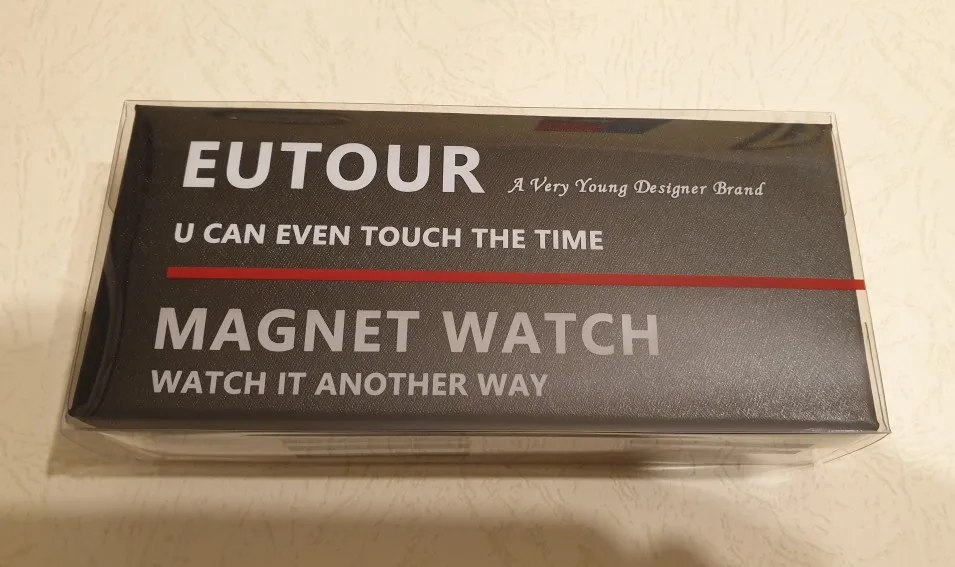 EUTOUR A Very Young Designer Brand
U CAN EVEN TOUCH THE TIME
MAGNET WATCH
WATCH IT ANOTHER WAY